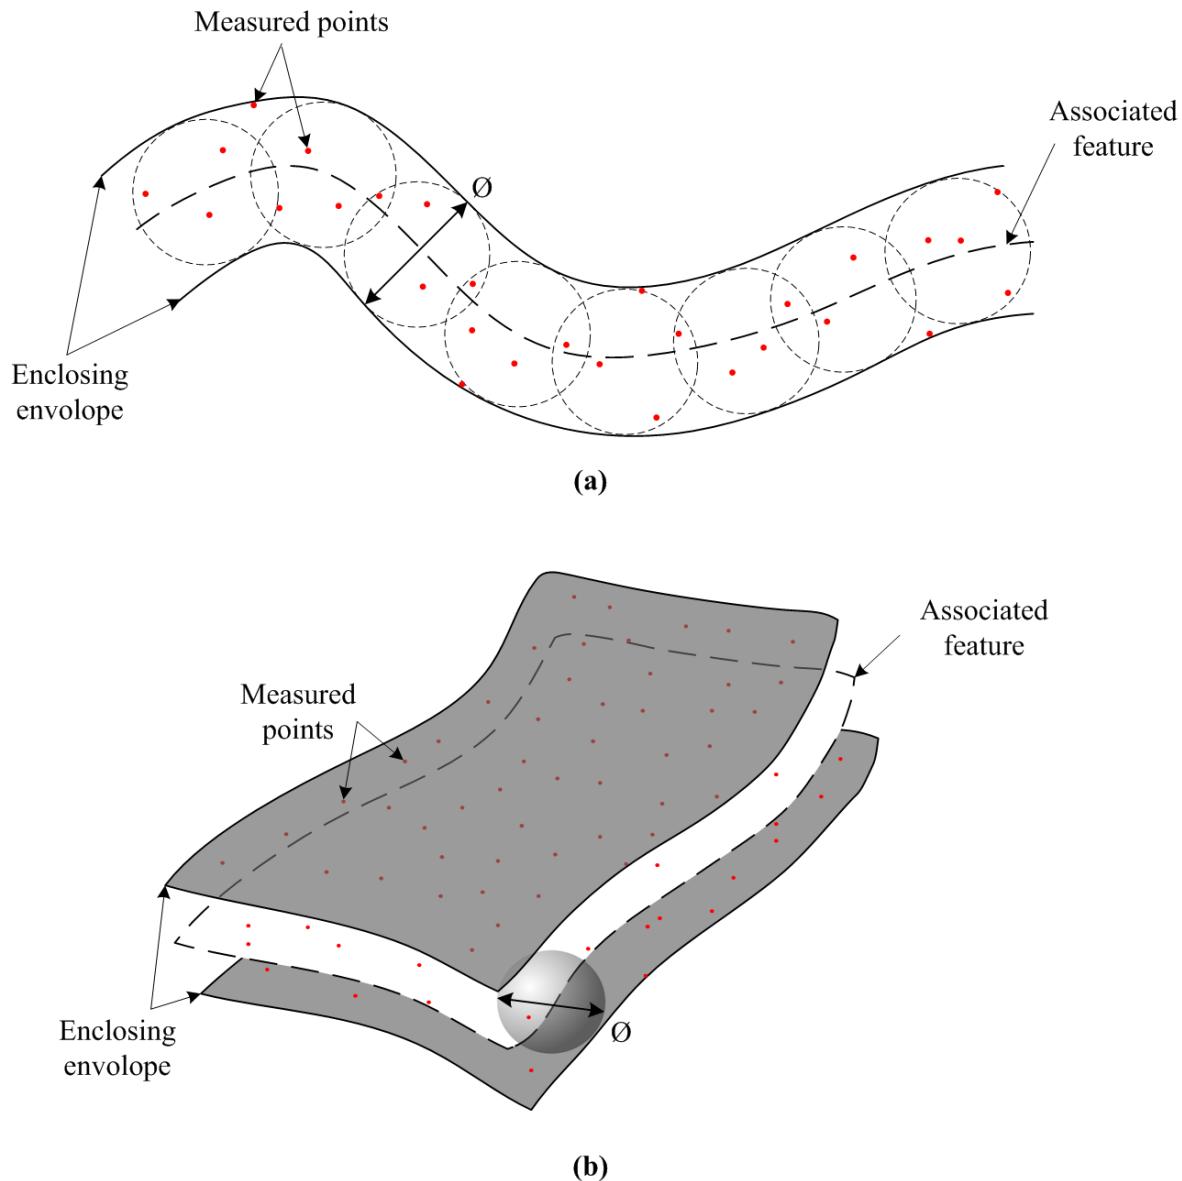 Measured points
Associated
feature
Ø
Enclosing
envolope
(a)
Associated
feature
Measured
points
Enclosing
envolope
Ø
(b)